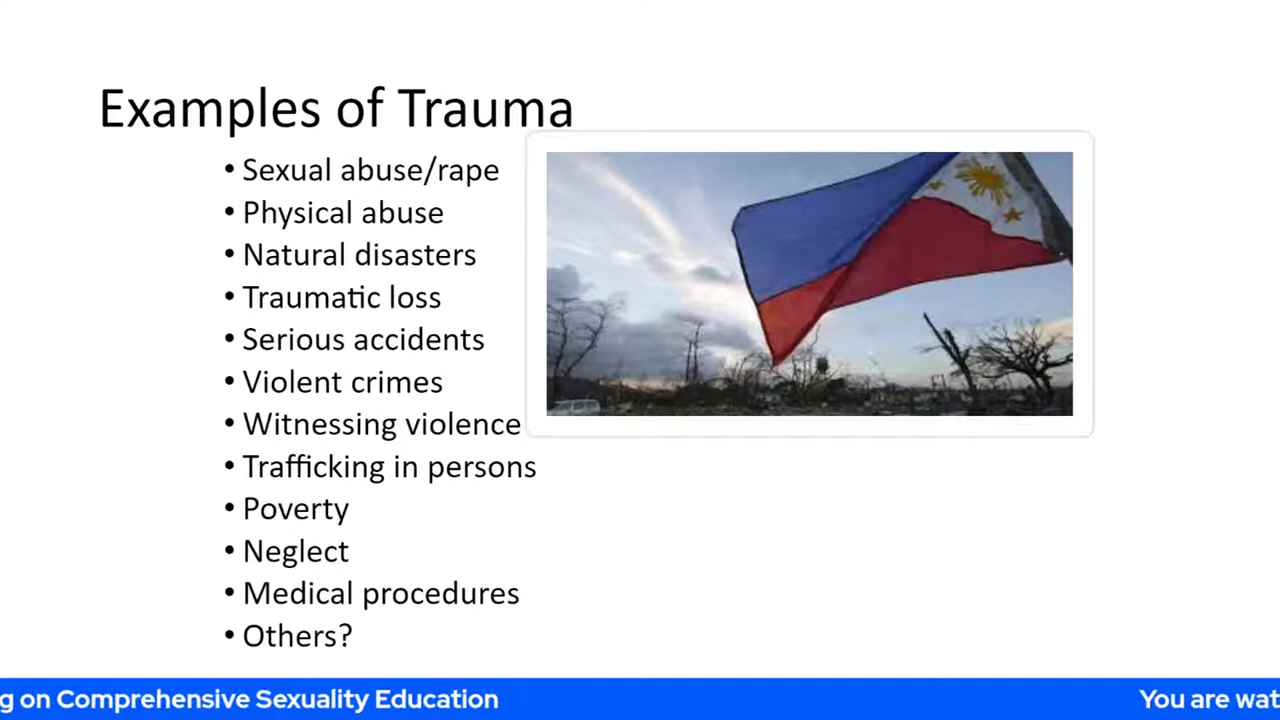 Examples of Trauma
• Sexual abuse/rape
• Physical abuse
• Natural disasters
• Traumatic loss
• Serious accidents
• Violent crimes
• Witnessing violence
• Trafficking in persons
• Poverty
• Neglect
• Medical procedures
• Others?
on Comprehensive Sexuality Education
You are